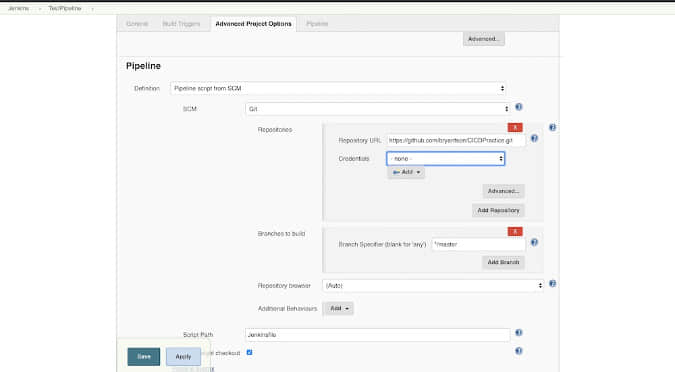 Jenkins › TestPipeline ›
General Build Triggers Advanced Project Options Pipeline
Advanced...
Pipeline
Definition Pipeline script from SCM
SCM Git
Repositories
X
Repository URL https://github.com/bryantson/CICDPractice.git
Credentials - none -
Add
Advanced...
Add Repository
Branches to build
X
Branch Specifier (blank for 'any') */master
Add Branch
Repository browser (Auto)
Additional Behaviours Add
Script Path Jenkinsfile
Save Apply checkout